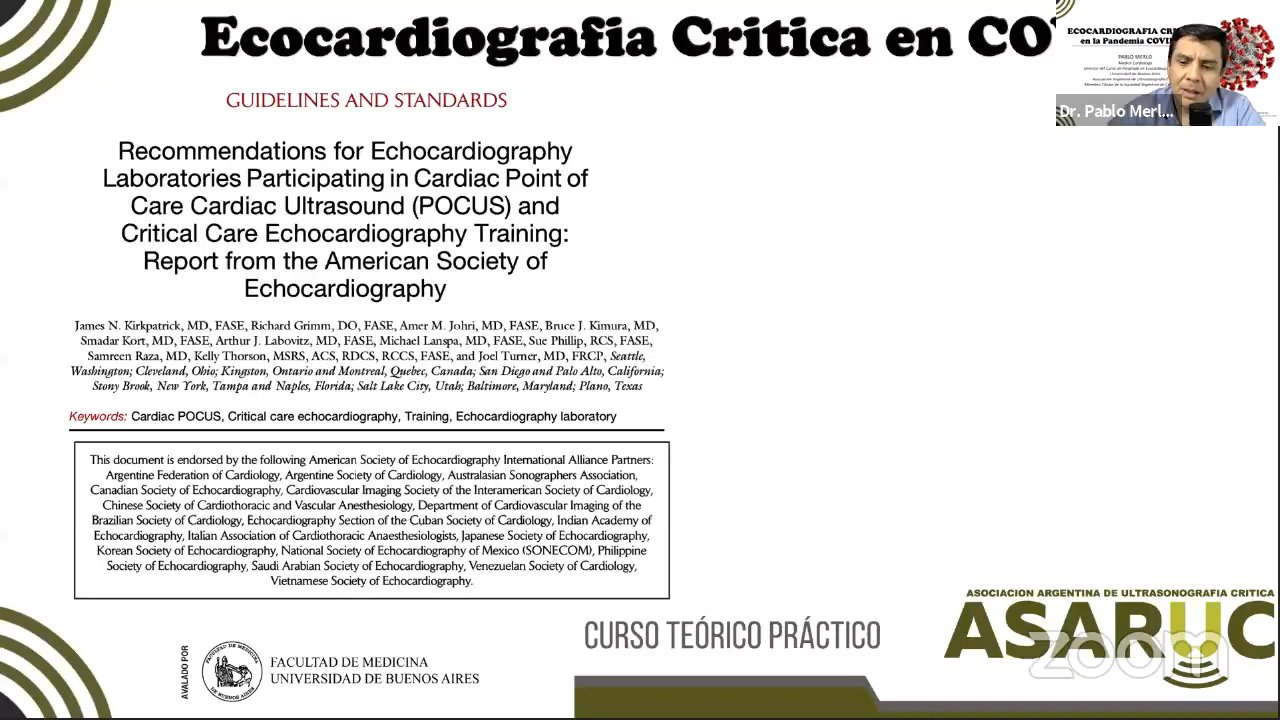 Ecocardiografia Critica en CO
GUIDELINES AND STANDARDS
Recommendations for Echocardiography
Laboratories Participating in Cardiac Point of
Care Cardiac Ultrasound (POCUS) and
Critical Care Echocardiography Training:
Report from the American Society of
Echocardiography
James N. Kirkpatrick, MD, FASE, Richard Grimm, DO, FASE, Amer M. Johri, MD, FASE, Bruce J. Kimura, MD,
Smadar Kort, MD, FASE, Arthur J. Labovitz, MD, FASE, Michael Lanspa, MD, FASE, Sue Phillip, RCS, FASE,
Samreen Raza, MD, Kelly Thorson, MSRS, ACS, RDCS, RCCS, FASE, and Joel Turner, MD, FRCP, Seattle,
Washington; Cleveland, Ohio; Kingston, Ontario and Montreal, Quebec, Canada; San Diego and Palo Alto, California;
Stony Brook, New York, Tampa and Naples, Florida; Salt Lake City, Utah; Baltimore, Maryland; Plano, Texas
Keywords: Cardiac POCUS, Critical care echocardiography, Training, Echocardiography laboratory
This document is endorsed by the following American Society of Echocardiography International Alliance Partners:
Argentine Federation of Cardiology, Argentine Society of Cardiology, Australasian Sonographers Association,
Canadian Society of Echocardiography, Cardiovascular Imaging Society of the Interamerican Society of Cardiology,
Chinese Society of Cardiothoracic and Vascular Anesthesiology, Department of Cardiovascular Imaging of the
Brazilian Society of Cardiology, Echocardiography Section of the Cuban Society of Cardiology, Indian Academy of
Echocardiography, Italian Association of Cardiothoracic Anaesthesiologists, Japanese Society of Echocardiography,
Korean Society of Echocardiography, National Society of Echocardiography of Mexico (SONECOM), Philippine
Society of Echocardiography, Saudi Arabian Society of Echocardiography, Venezuelan Society of Cardiology,
Vietnamese Society of Echocardiography.
ECOCARDIOGRAFIA
en la Pandemia
PABLO MERLO
Medico Cardiologo
Dr. Pablo Merl...
AVALADO POR
FACULTAD DE MEDICINA
UNIVERSIDAD DE BUENOS AIRES
CURSO TEÓRICO PRÁCTICO
ASOCIACION ARGENTINA DE ULTRASONOGRAFIA CRITICA
ASARUC
zoom